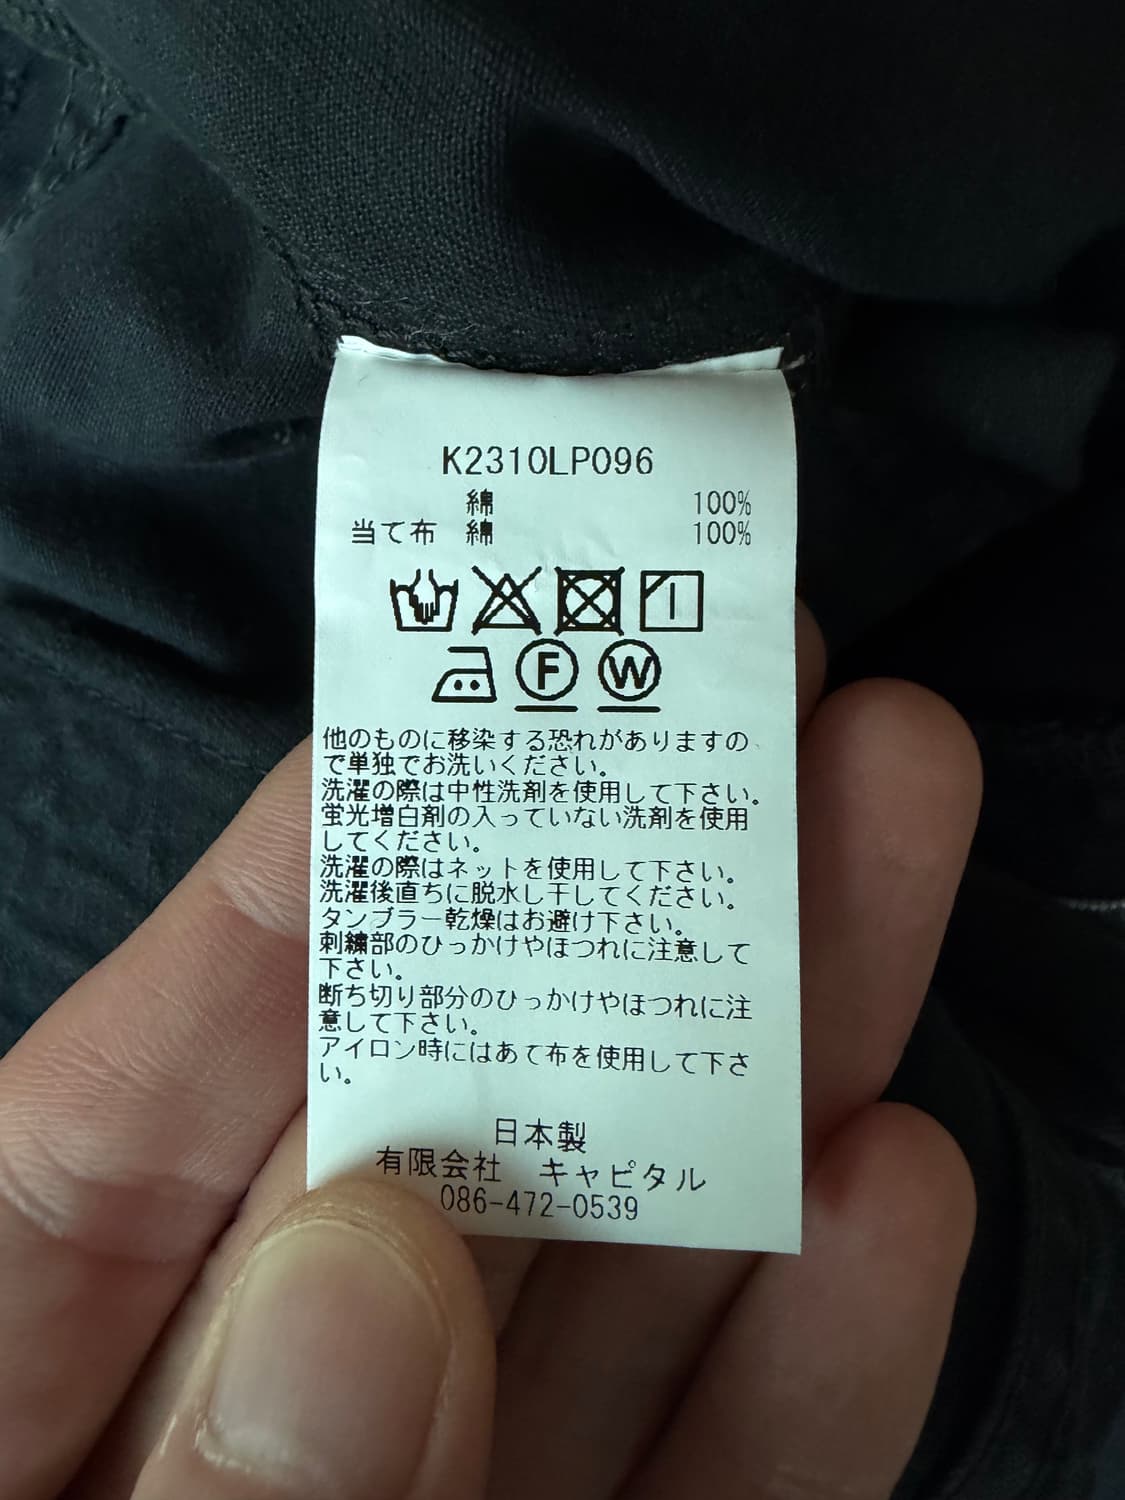 K2310LP096
綿 100%
当て布 綿 100%
F W
他のものに移染する恐れがありますの
で単独でお洗いください。
洗濯の際は中性洗剤を使用して下さい。
蛍光増白剤の入っていない洗剤を使用
してください。
洗濯の際はネットを使用して下さい。
洗濯後直ちに脱水し干してください。
タンブラー乾燥はお避け下さい。
刺繍部のひっかけやほつれに注意して
下さい。
断ち切り部分のひっかけやほつれに注
意して下さい。
アイロン時にはあて布を使用して下さ
い。
日本製
有限会社 キャピタル
086-472-0539